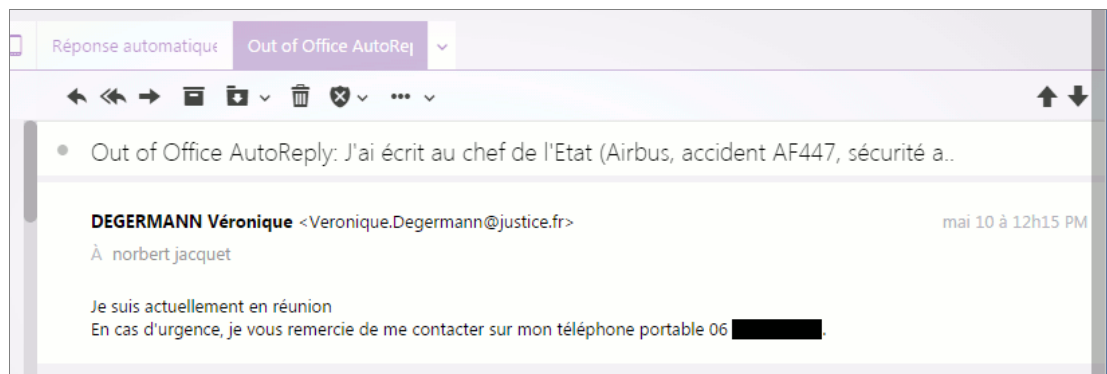 Réponse automatique
Out of Office AutoRep
Out of Office AutoReply: J'ai écrit au chef de l'Etat (Airbus, accident AF447, sécurité a..
DEGERMANN Véronique <Veronique.Degermann@justice.fr>
mai 10 à 12h15 PM
À norbert jacquet
Je suis actuellement en réunion
En cas d'urgence, je vous remercie de me contacter sur mon téléphone portable 06 .